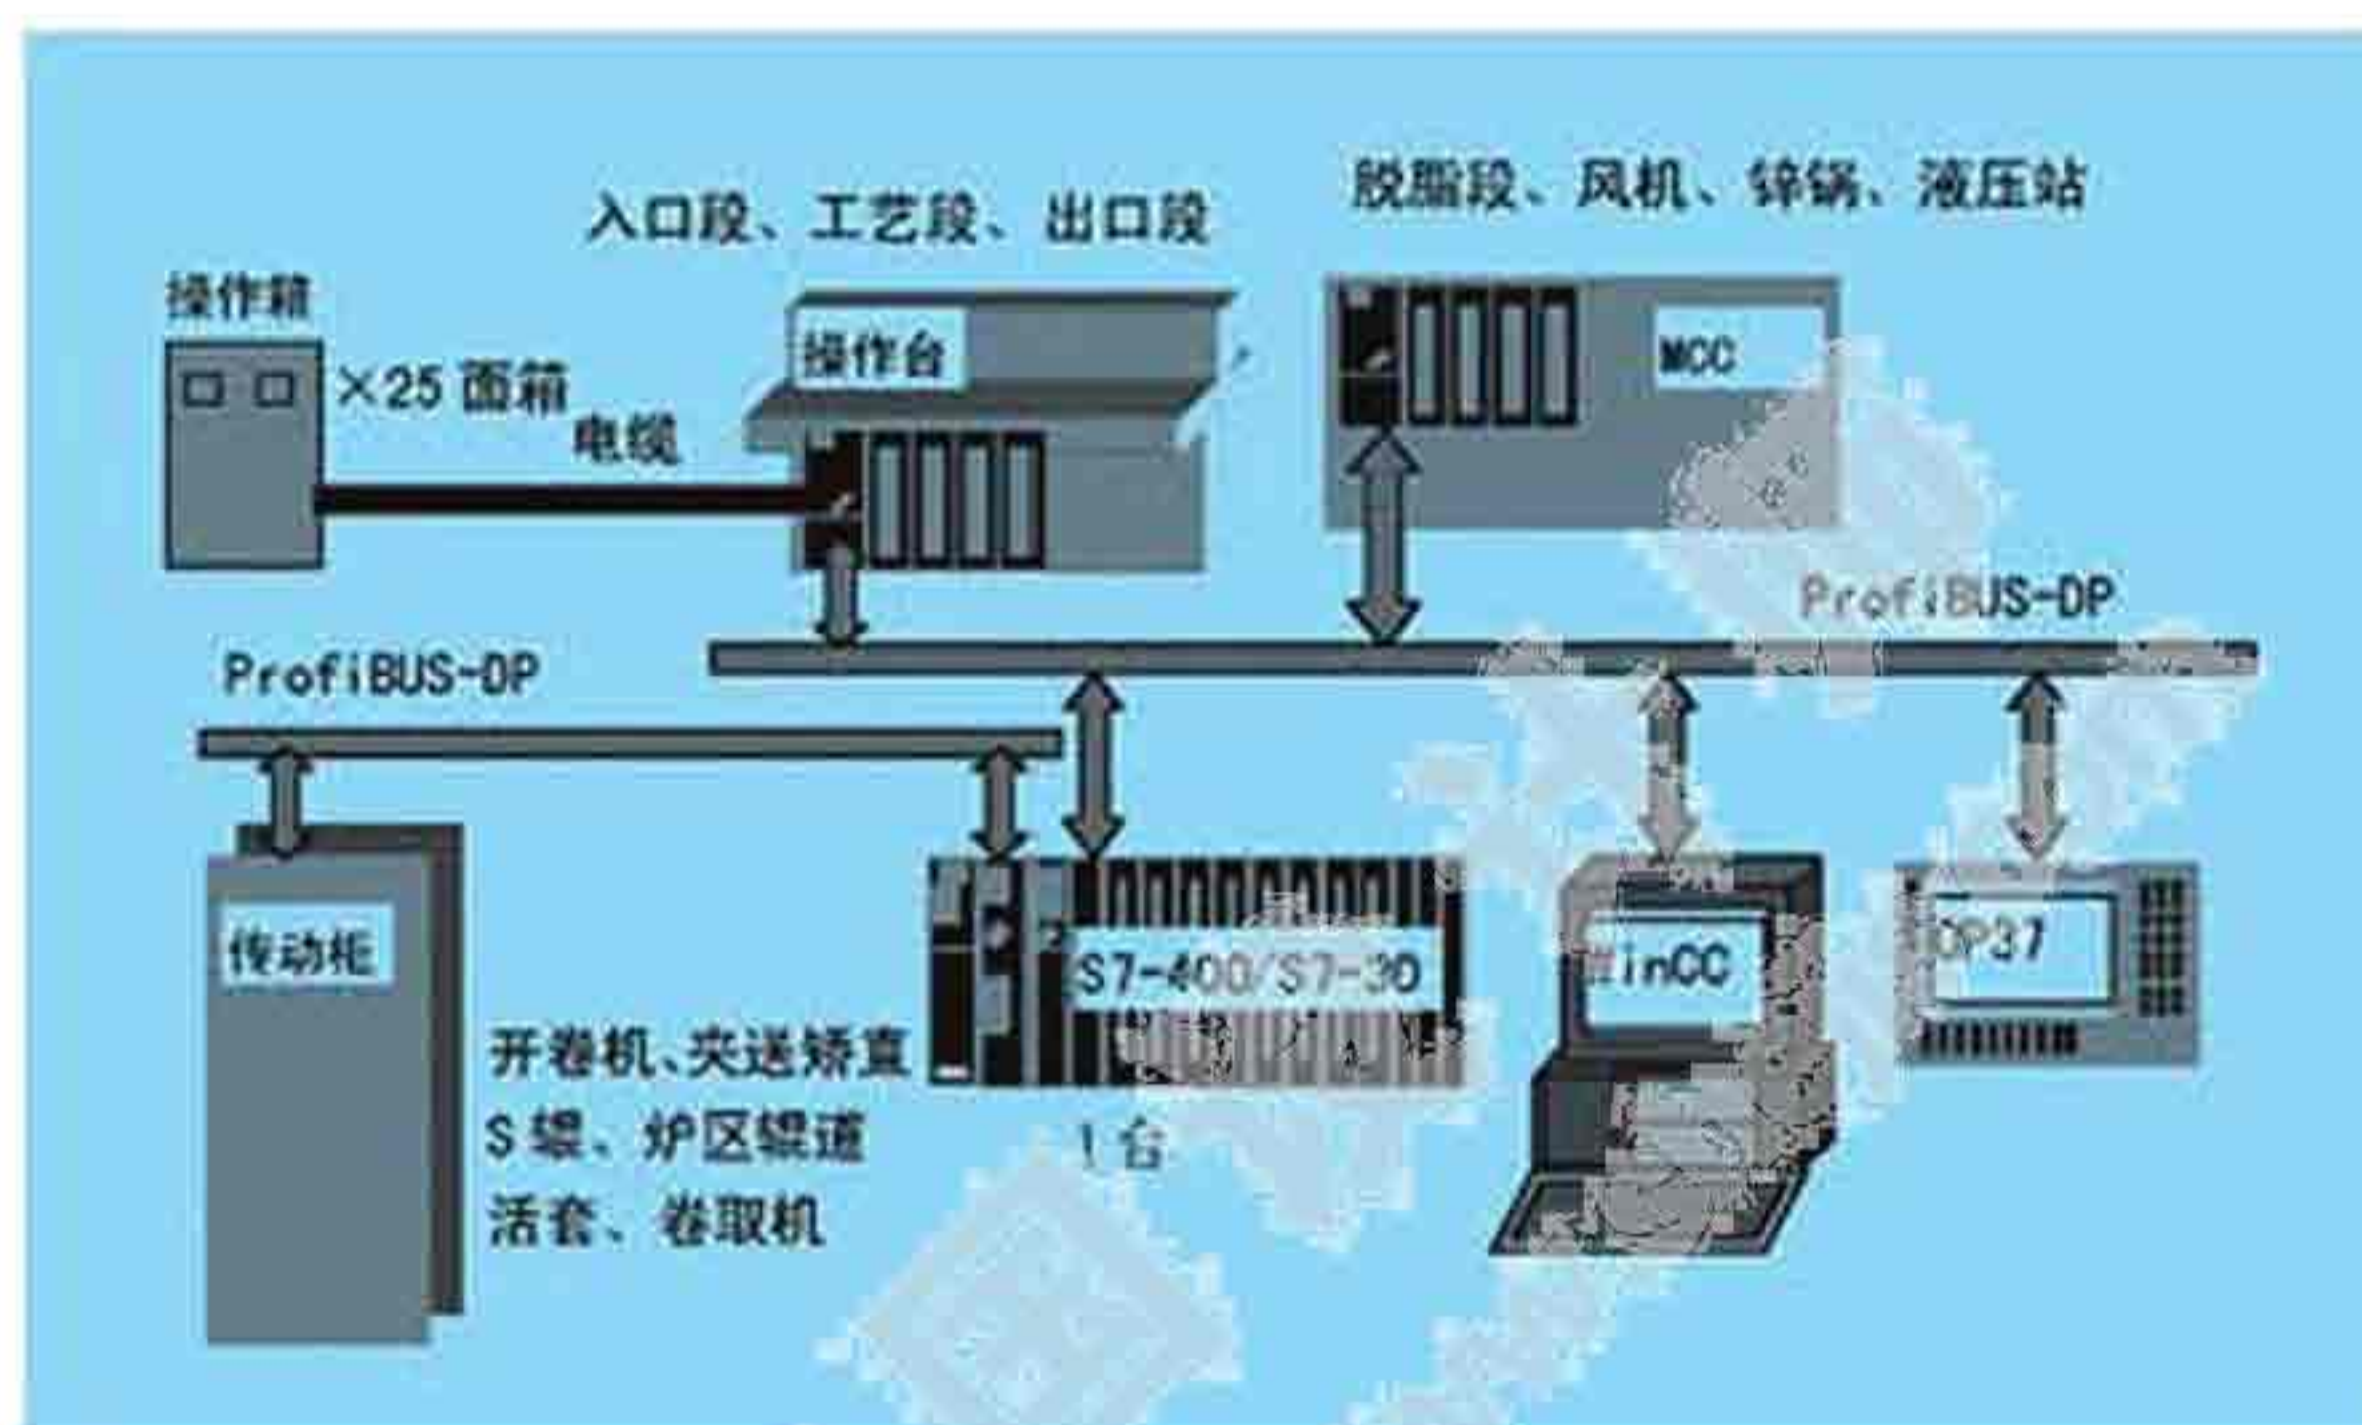 脱脂段、风机、锌锅、液压站
入口段、工艺段、出口段
操作箱
×25 面箱
电缆
操作台
MCC
ProfiBUS-DP
ProfiBUS-DP
传动柜
S7-400/S7-30
WinCC
OP37
开卷机、夹送矫直
S 辊、炉区辊道
活套、卷取机
1 台